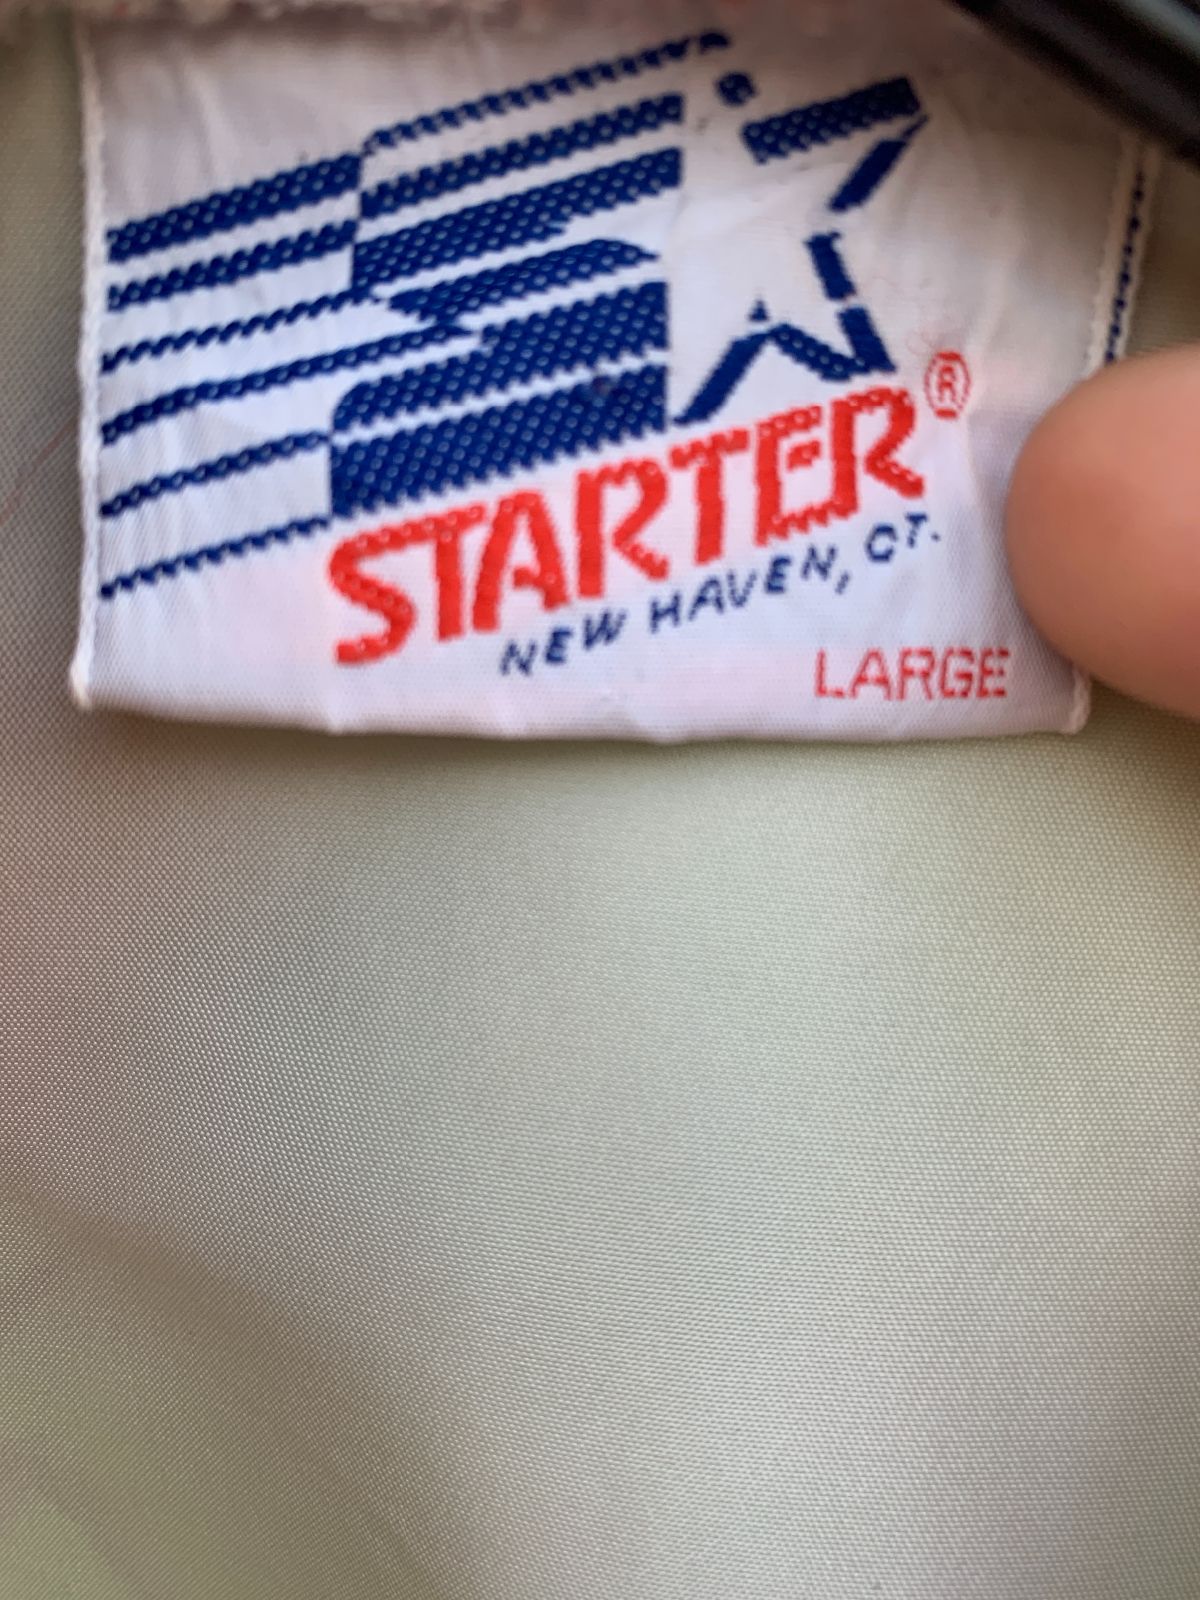 ®
STARTER®
NEW HAVEN, CT.
LARGE